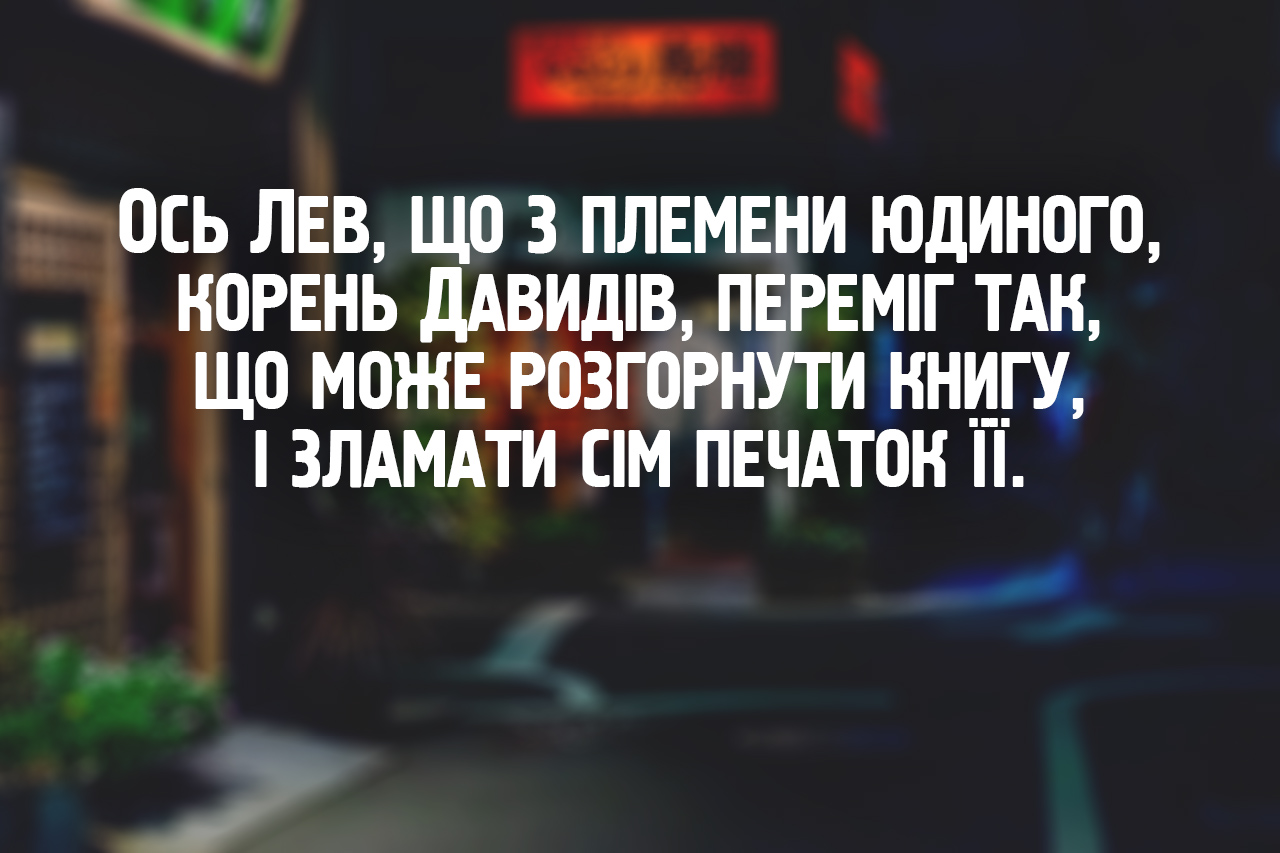 Ось Лев, що з племени юдиного,
корень Давидів, переміг так,
що може розгорнути книгу,
і зламати сім печаток її.